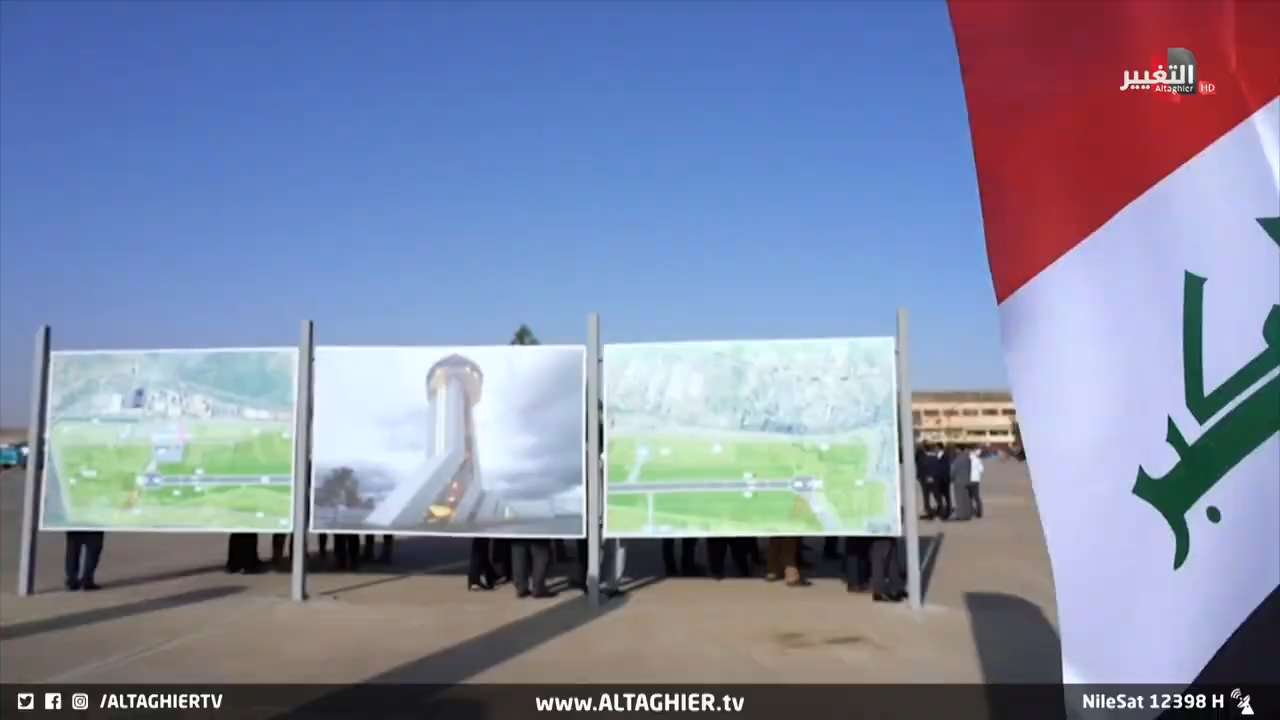 التغيير
Altaghier HD
كبر
/ALTAGHIERTV
www.ALTAGHIER.tv
NileSat 12398 H